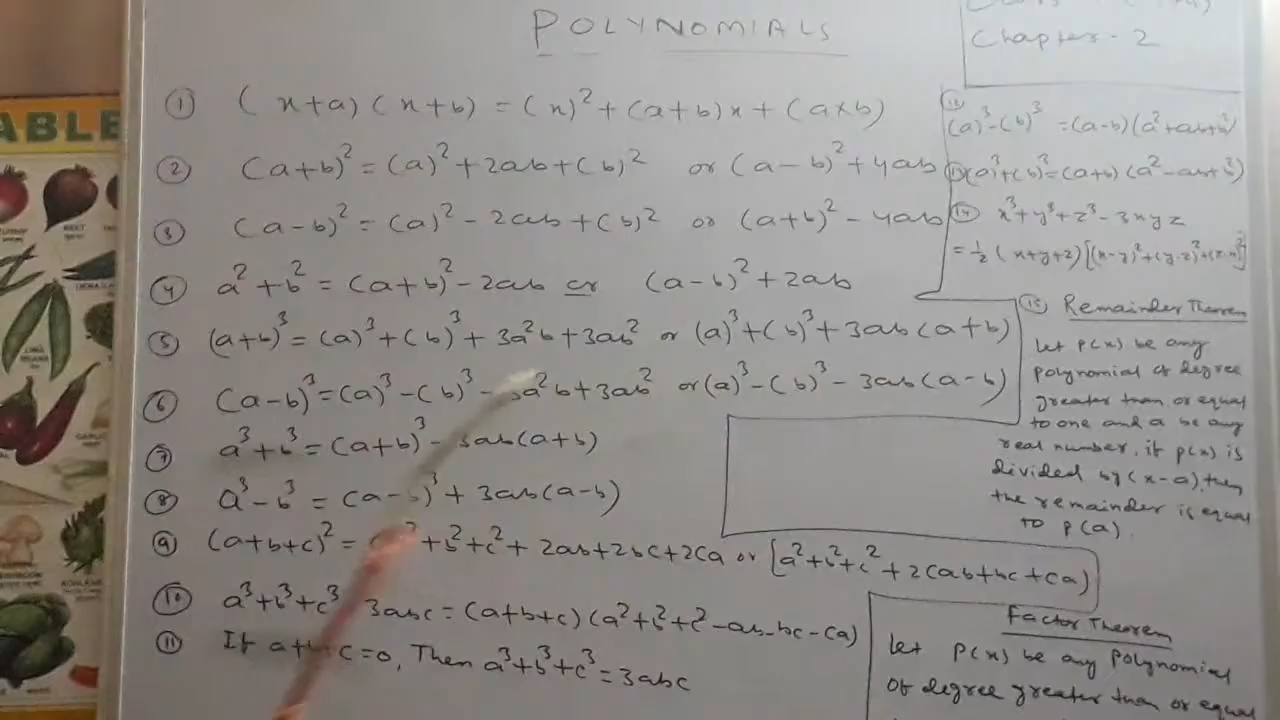 POLYNOMIALS
Chapter - 2
① (x+a) (x+b) = (x)² + (a+b)x + (a×b)
② (a+b)² = (a)² + 2ab + (b)² or (a-b)² + 4ab
③ (a-b)² = (a)² - 2ab + (b)² or (a+b)² - 4ab
④ a² + b² = (a+b)² - 2ab or (a-b)² + 2ab
⑤ (a+b)³ = (a)³ + (b)³ + 3a²b + 3ab² or (a)³ + (b)³ + 3ab(a+b)
⑥ (a-b)³ = (a)³ - (b)³ - 3a²b + 3ab² or (a)³ - (b)³ - 3ab(a-b)
⑦ a³ + b³ = (a+b)³ - 3ab(a+b)
⑧ a³ - b³ = (a-b)³ + 3ab(a-b)
⑨ (a+b+c)² = a² + b² + c² + 2ab + 2bc + 2ca or [a² + b² + c² + 2(ab+bc+ca)
⑩ a³ + b³ + c³ 3abc = (a+b+c) (a² + b² + c² - ab - bc - ca)
⑪ If a+b+c = 0, Then a³ + b³ + c³ = 3abc
(a)³ - (b)³ = (a-b) (a² + ab + b²)
(a)³ + (b)³ = (a+b) (a² - ab + b²)
⑭ x³ + y³ + z³ - 3xyz
= ½ (x+y+z) [(x-y)² + (y-z)² + (z-x)²]
⑮ Remainder Theorem
Let p(x) be any
polynomial of degree
greater than or equal
to one and a be any
real number, if p(x) is
divided by (x-a), then
the remainder is equal
to p(a).
Factor Theorem
Let p(x) be any polynomial
of degree greater than or equal
ABLE
BEET
GARLIC